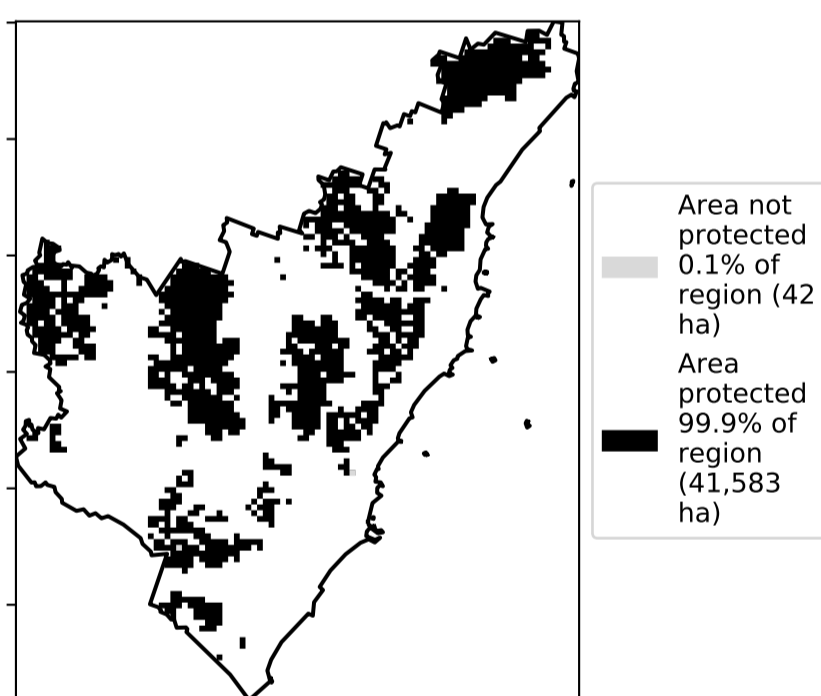 Area not
protected
0.1% of
region (42
ha)
Area
protected
99.9% of
region
(41,583
ha)